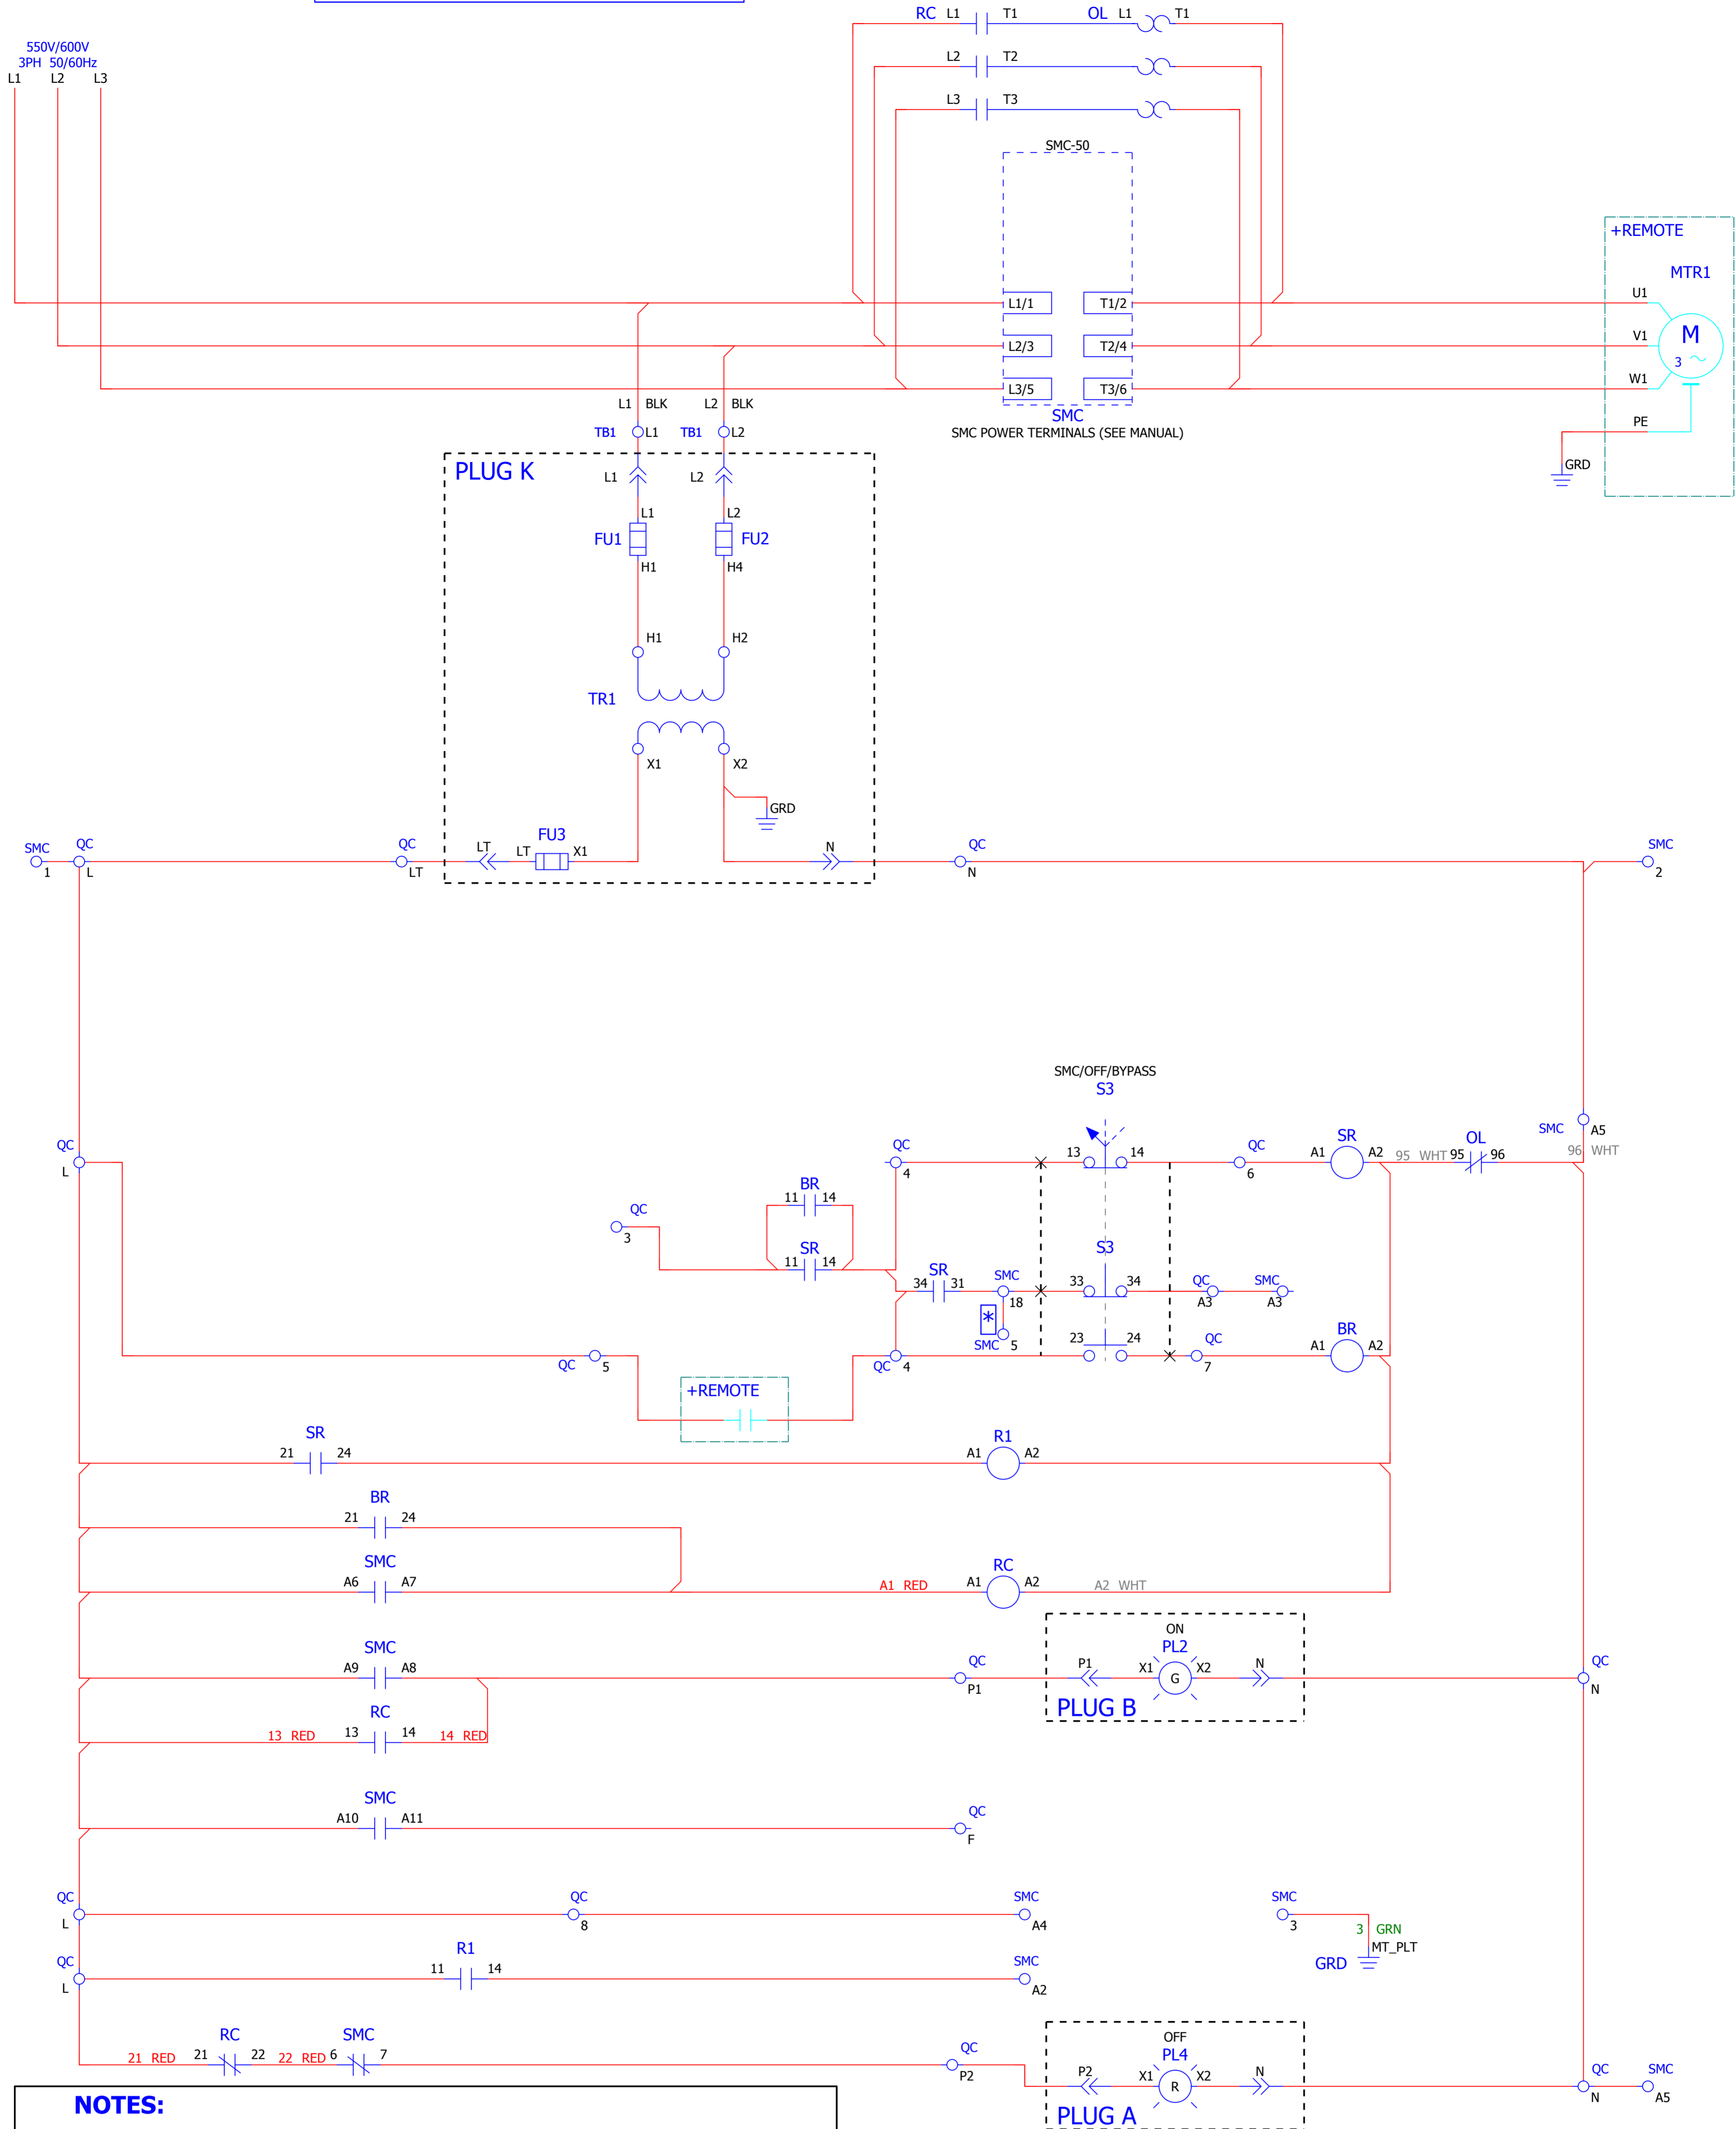 RC L1 T1 OL L1 T1
550V/600V
3PH 50/60Hz
L1 L2 L3
L2 T2
L3 T3
SMC-50
+REMOTE
MTR1
L1/1 T1/2 U1
L2/3 T2/4 V1
M
3
L3/5 T3/6 W1
SMC
SMC POWER TERMINALS (SEE MANUAL)
L1 BLK L2 BLK
TB1 L1 TB1 L2
PE
GRD
PLUG K
L1 L2
L1 L2
FU1 FU2
H1 H4
H1 H2
TR1
X1 X2
GRD
SMC QC QC FU3 QC SMC
LT LT X1 N
1 L LT N 2
SMC/OFF/BYPASS
S3
SMC A5
QC QC 13 14 QC SR OL
A1 A2 95 WHT 95 96 96 WHT
L 4 6
BR
11 14
QC
3
SR S3
11 14
SR SMC QC SMC
34 31 33 34
18 A3 A3
*
SMC 5
23 24 QC BR
A1 A2
QC 5 QC 4 7
+REMOTE
SR R1
21 24 A1 A2
BR
21 24
SMC RC
A6 A7 A1 RED A1 A2 A2 WHT
ON
SMC PL2
A9 A8 QC P1 X1 X2 N QC
G
P1 N
PLUG B
RC
13 RED 13 14 14 RED
SMC
A10 A11 QC
F
QC QC SMC SMC
L 8 A4 3
3 GRN
MT_PLT
GRD
QC R1 SMC
11 14
L A2
RC SMC OFF
21 RED 21 22 22 RED 6 7 QC PL4
P2 P2 X1 X2 N QC SMC
R
N A5
PLUG A
NOTES: